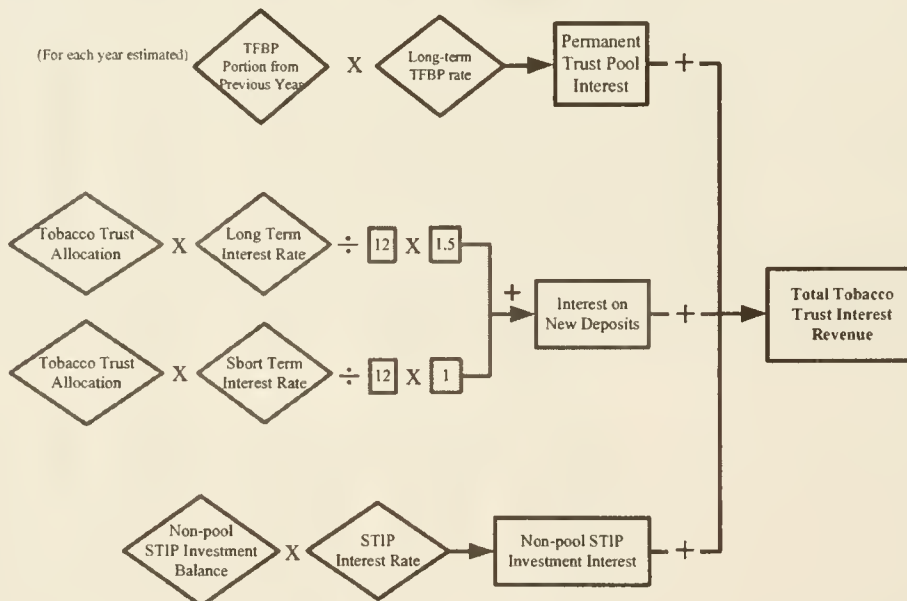 (For each year estimated)
TFBP
Portion from
Previous Year
X
Long-term
TFBP rate
Permanent
Trust Pool
Interest
+
Tobacco Trust
Allocation
X
Long Term
Interest Rate
÷ 12 X 1.5
+
Interest on
New Deposits
+
Total Tobacco
Trust Interest
Revenue
Tobacco Trust
Allocation
X
Sbort Term
Interest Rate
÷ 12 X 1
Non-pool
STIP Investment
Balance
X
STIP
Interest Rate
Non-pool STIP
Investment Interest
+